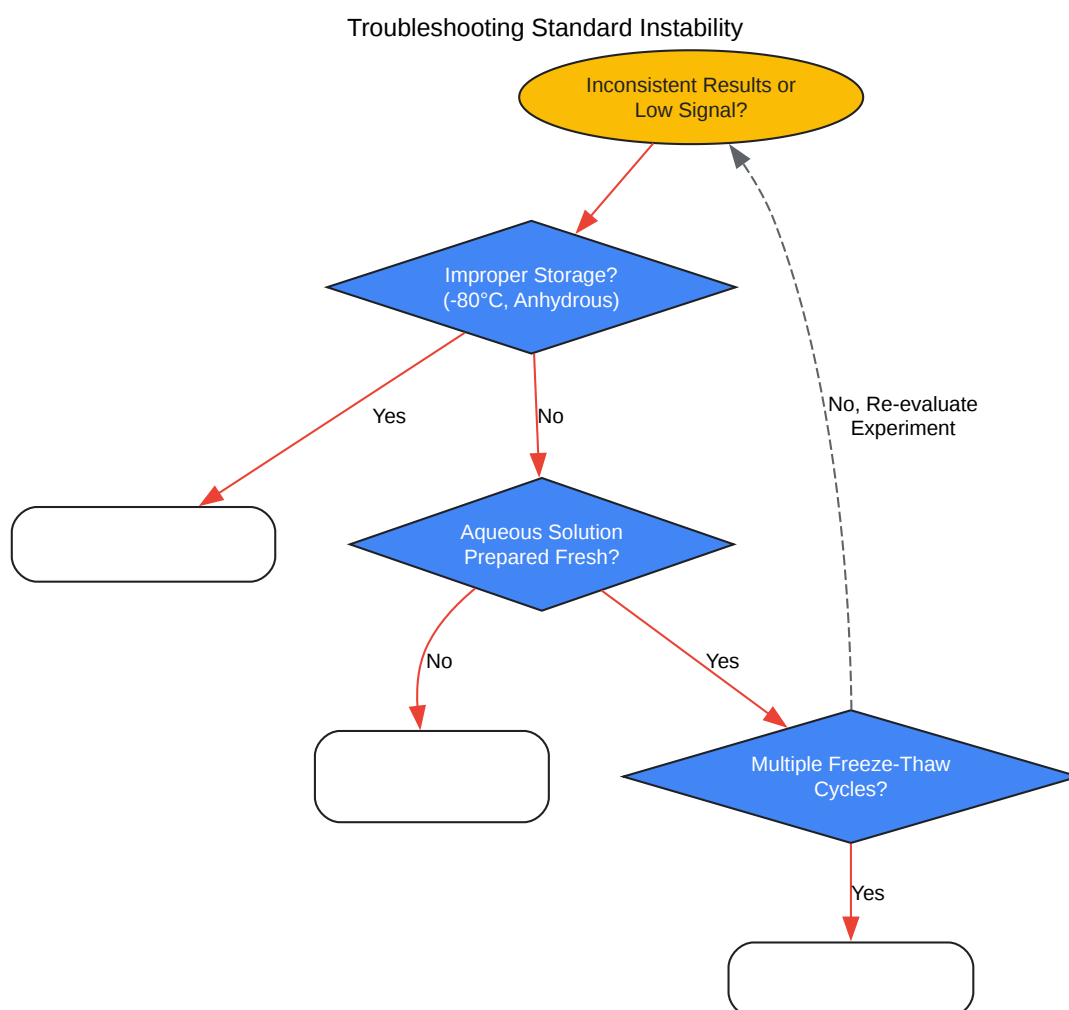 Troubleshooting Standard Instability
Inconsistent Results or
Low Signal?
Improper Storage?
(-80°C, Anhydrous)
Yes
No
No, Re-evaluate
Experiment
Aqueous Solution
Prepared Fresh?
No
Yes
Multiple Freeze-Thaw
Cycles?
Yes